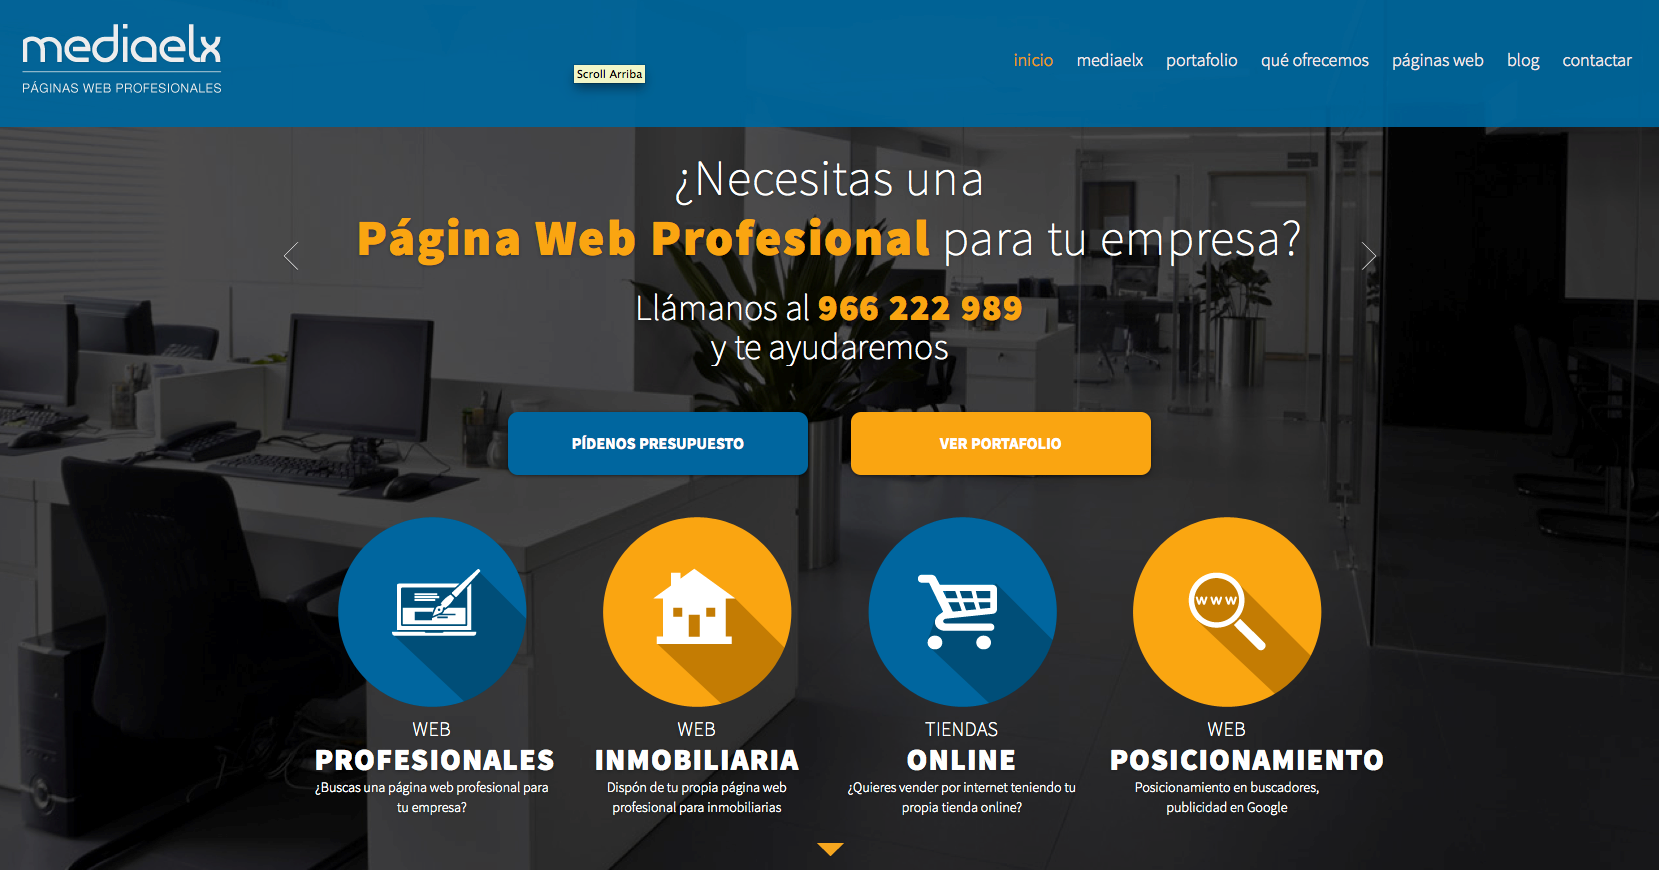 mediaelx
PÁGINAS WEB PROFESIONALES
Scroll Arriba
inicio mediaelx portafolio qué ofrecemos páginas web blog contactar
¿Necesitas una
Página Web Profesional para tu empresa?
Llámanos al 966 222 989
y te ayudaremos
PÍDENOS PRESUPUESTO
VER PORTAFOLIO
WEB
PROFESIONALES
¿Buscas una página web profesional para
tu empresa?
WEB
INMOBILIARIA
Dispón de tu propia página web
profesional para inmobiliarias
TIENDAS
ONLINE
¿Quieres vender por internet teniendo tu
propia tienda online?
WWW
WEB
POSICIONAMIENTO
Posicionamiento en buscadores,
publicidad en Google